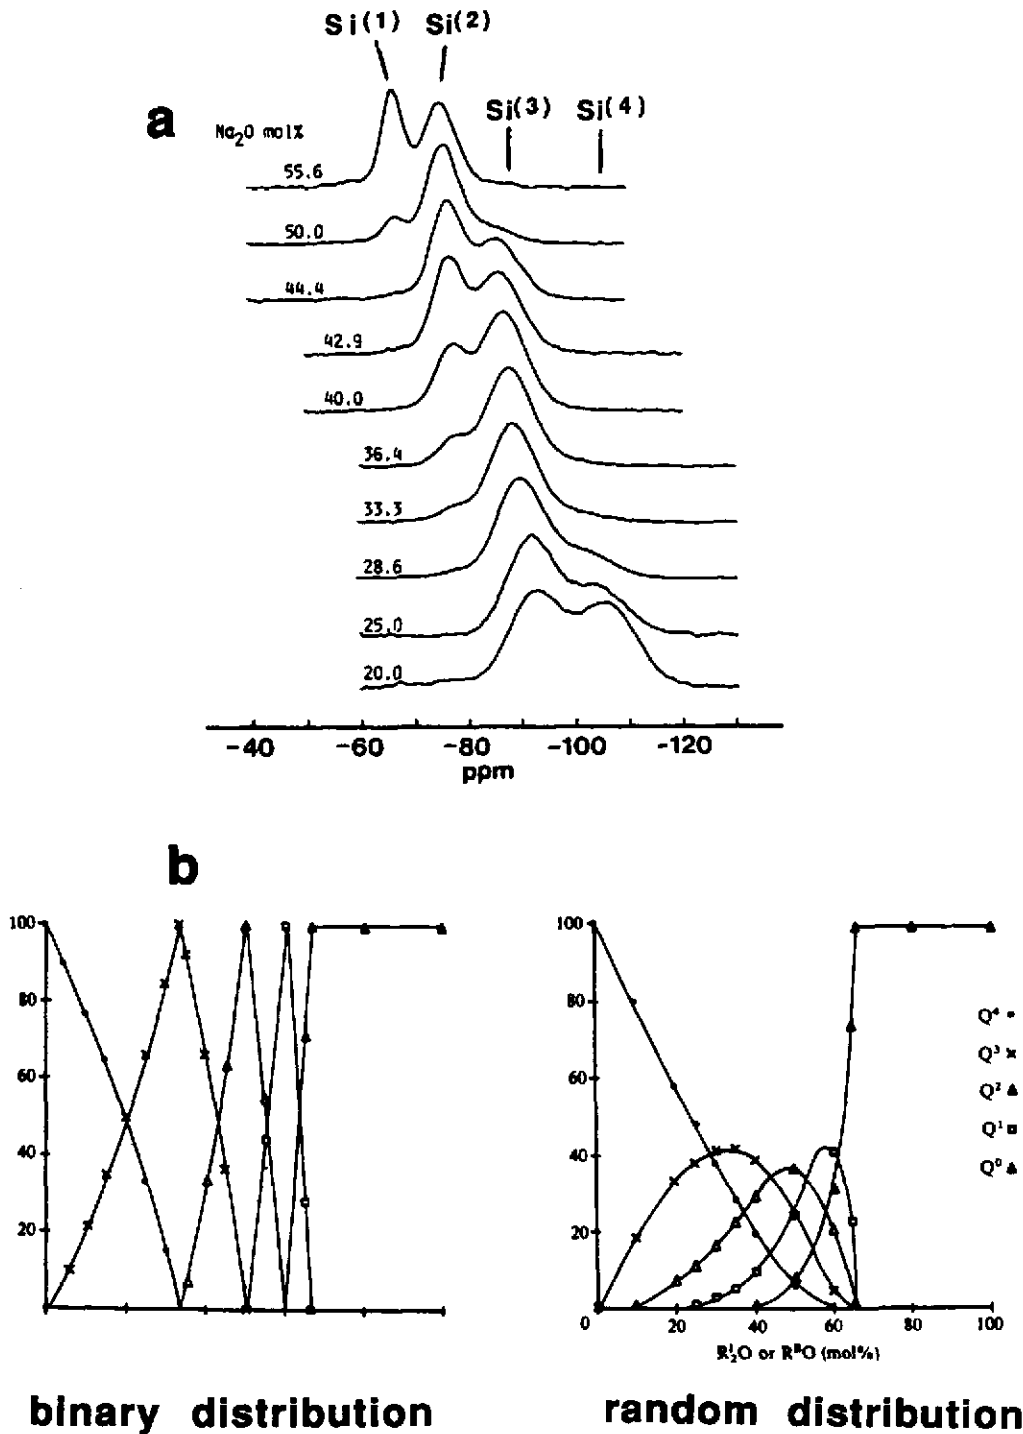 Si(1) Si(2)
a
Si(3) Si(4)
Na2O mol%
55.6
50.0
44.4
42.9
40.0
36.4
33.3
28.6
25.0
20.0
-40 -60 -80 -100 -120
ppm
b
100
80
60
40
20
100
80
60
40
20
0 20 40 60 80 100
Q⁴
Q³ ×
Q² ▲
Q¹
Q⁰ ▲
binary distribution
random distribution